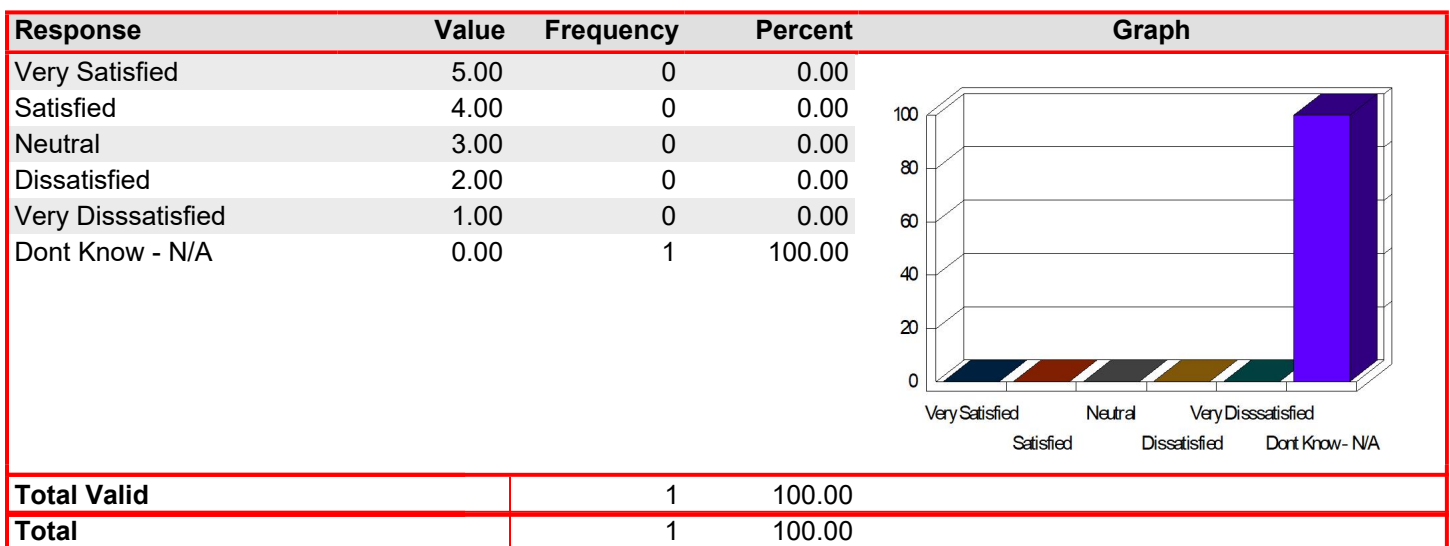 Response Value Frequency Percent Graph
Very Satisfied 5.00 0 0.00
Satisfied 4.00 0 0.00
Neutral 3.00 0 0.00
Dissatisfied 2.00 0 0.00
Very Disssatisfied 1.00 0 0.00
Dont Know - N/A 0.00 1 100.00
100
80
60
40
20
0
Very Satisfied Neutral Very Disssatisfied
Satisfied Dissatisfied Dont Know - N/A
Total Valid 1 100.00
Total 1 100.00